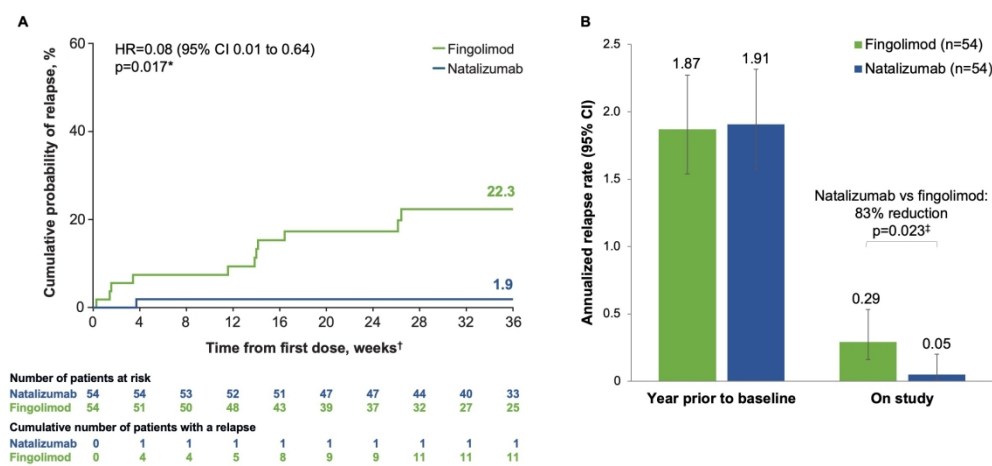 A
HR=0.08 (95% CI 0.01 to 0.64)
p=0.017*
Fingolimod
Natalizumab
Cumulative probability of relapse, %
60
40
20
0
22.3
1.9
0 4 8 12 16 20 24 28 32 36
Time from first dose, weeks†
Number of patients at risk
Natalizumab 54 54 53 52 51 47 47 44 40 33
Fingolimod 54 51 50 48 43 39 37 32 27 25
Cumulative number of patients with a relapse
Natalizumab 0 1 1 1 1 1 1 1 1 1
Fingolimod 0 4 4 5 8 9 9 11 11 11
B
Fingolimod (n=54)
Natalizumab (n=54)
Annualized relapse rate (95% CI)
2.5
2.0
1.5
1.0
0.5
0
1.87
1.91
Natalizumab vs fingolimod:
83% reduction
p=0.023‡
0.29
0.05
Year prior to baseline
On study